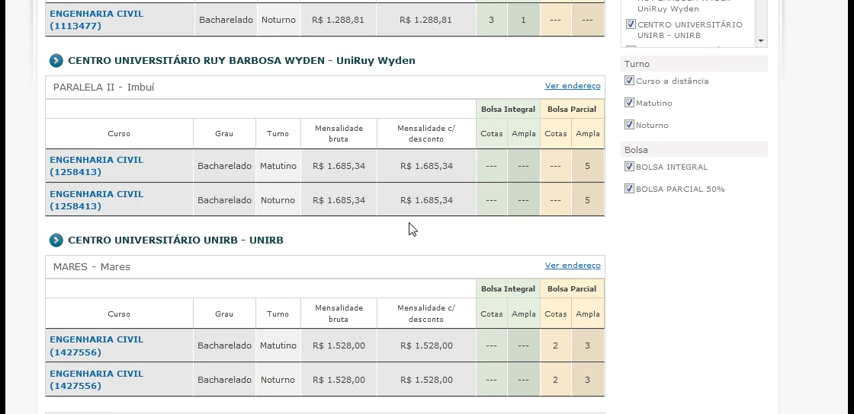 ENGENHARIA CIVIL
(1113477) Bacharelado Noturno R$ 1.288,81 R$ 1.288,81 3 1 --- ---
CENTRO UNIVERSITÁRIO RUY BARBOSA WYDEN - UniRuy Wyden
PARALELA II - Imbuí Ver endereço
Bolsa Integral Bolsa Parcial
Curso Grau Turno Mensalidade bruta Mensalidade c/ desconto Cotas Ampla Cotas Ampla
ENGENHARIA CIVIL
(1258413) Bacharelado Matutino R$ 1.685,34 R$ 1.685,34 --- --- --- 5
ENGENHARIA CIVIL
(1258413) Bacharelado Noturno R$ 1.685,34 R$ 1.685,34 --- --- --- 5
CENTRO UNIVERSITÁRIO UNIRB - UNIRB
MARES - Mares Ver endereço
Bolsa Integral Bolsa Parcial
Curso Grau Turno Mensalidade bruta Mensalidade c/ desconto Cotas Ampla Cotas Ampla
ENGENHARIA CIVIL
(1427556) Bacharelado Matutino R$ 1.528,00 R$ 1.528,00 --- --- 2 3
ENGENHARIA CIVIL
(1427556) Bacharelado Noturno R$ 1.528,00 R$ 1.528,00 --- --- 2 3
UniRuy Wyden
CENTRO UNIVERSITÁRIO
UNIRB - UNIRB
Turno
Curso a distância
Matutino
Noturno
Bolsa
BOLSA INTEGRAL
BOLSA PARCIAL 50%